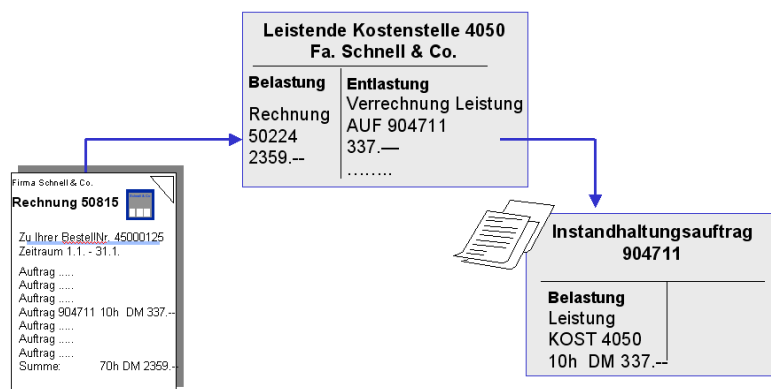 Leistende Kostenstelle 4050
Fa. Schnell & Co.
Belastung
Rechnung
50224
2359.--
Entlastung
Verrechnung Leistung
AUF 904711
337.—
........
Firma Schnell & Co.
Rechnung 50815
Zu Ihrer BestellNr. 45000125
Zeitraum 1.1. - 31.1.
Auftrag .....
Auftrag .....
Auftrag .....
Auftrag 904711 10h DM 337.--
Auftrag .....
Auftrag .....
Auftrag .....
Summe: 70h DM 2359.--
Instandhaltungsauftrag
904711
Belastung
Leistung
KOST 4050
10h DM 337.--